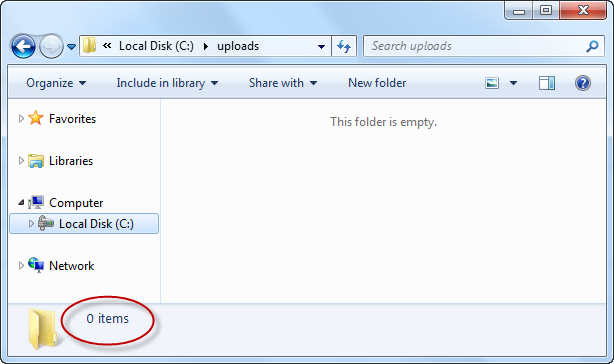 Local Disk (C:) uploads Search uploads
Organize Include in library Share with New folder
Favorites
This folder is empty.
Libraries
Computer
Local Disk (C:)
Network
0 items